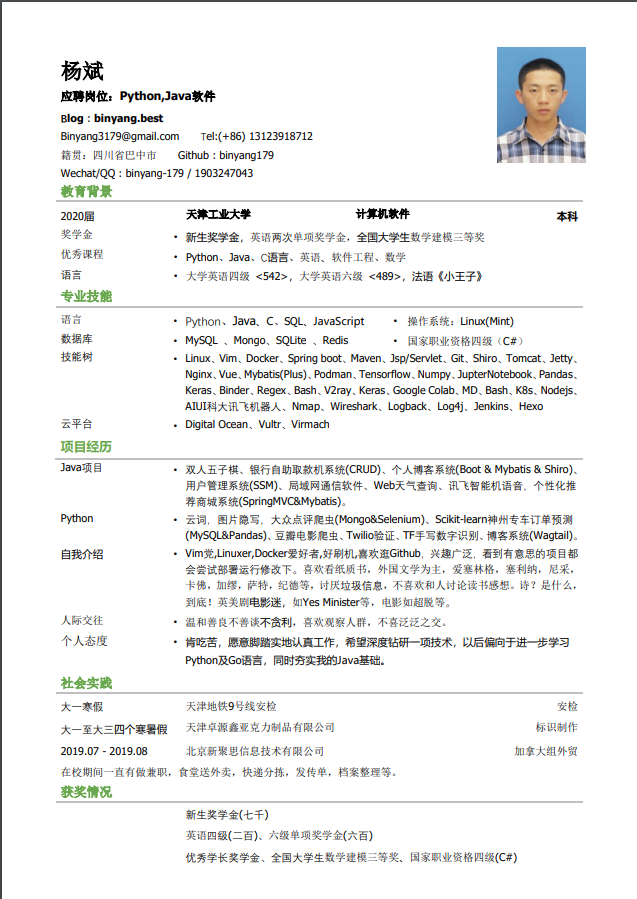 杨斌
应聘岗位：Python,Java软件
Blog：binyang.best
Binyang3179@gmail.com Tel:(+86) 13123918712
籍贯：四川省巴中市 Github：binyang179
Wechat/QQ：binyang-179 / 1903247043
教育背景
2020届 天津工业大学 计算机软件 本科
奖学金 • 新生奖学金，英语两次单项奖学金，全国大学生数学建模三等奖
优秀课程 • Python、Java、C语言、英语、软件工程、数学
语言 • 大学英语四级 <542>，大学英语六级 <489>，法语《小王子》
专业技能
语言 • Python、Java、C、SQL、JavaScript • 操作系统：Linux(Mint)
数据库 • MySQL 、Mongo、SQLite 、Redis • 国家职业资格四级（C#）
技能树 • Linux、Vim、Docker、Spring boot、Maven、Jsp/Servlet、Git、Shiro、Tomcat、Jetty、
Nginx、Vue、Mybatis(Plus)、Podman、Tensorflow、Numpy、JupterNotebook、Pandas、
Keras、Binder、Regex、Bash、V2ray、Keras、Google Colab、MD、Bash、K8s、Nodejs、
AIUI科大讯飞机器人、Nmap、Wireshark、Logback、Log4j、Jenkins、Hexo
云平台 • Digital Ocean、Vultr、Virmach
项目经历
Java项目 • 双人五子棋、银行自助取款机系统(CRUD)、个人博客系统(Boot & Mybatis & Shiro)、
用户管理系统(SSM)、局域网通信软件、Web天气查询、讯飞智能机语音，个性化推
荐商城系统(SpringMVC&Mybatis)。
Python • 云词，图片隐写，大众点评爬虫(Mongo&Selenium)、Scikit-learn神州专车订单预测
(MySQL&Pandas)、豆瓣电影爬虫、Twilio验证、TF手写数字识别、博客系统(Wagtail)。
自我介绍 • Vim党,Linuxer,Docker爱好者,好刷机,喜欢逛Github，兴趣广泛，看到有意思的项目都
会尝试部署运行修改下。喜欢看纸质书，外国文学为主，爱塞林格，塞利纳，尼采，
卡佛，加缪，萨特，纪德等，讨厌垃圾信息，不喜欢和人讨论读书感想。诗？是什么，
到底！英美剧电影迷，如Yes Minister等，电影如超脱等。
人际交往 • 温和善良不善谈不贪利，喜欢观察人群，不喜泛泛之交。
个人态度 • 肯吃苦，愿意脚踏实地认真工作，希望深度钻研一项技术，以后偏向于进一步学习
Python及Go语言，同时夯实我的Java基础。
社会实践
大一寒假 天津地铁9号线安检 安检
大一至大三四个寒暑假 天津卓源鑫亚克力制品有限公司 标识制作
2019.07 - 2019.08 北京新聚思信息技术有限公司 加拿大组外贸
在校期间一直有做兼职，食堂送外卖，快递分拣，发传单，档案整理等。
获奖情况
新生奖学金(七千)
英语四级(二百)、六级单项奖学金(六百)
优秀学长奖学金、全国大学生数学建模三等奖、国家职业资格四级(C#)